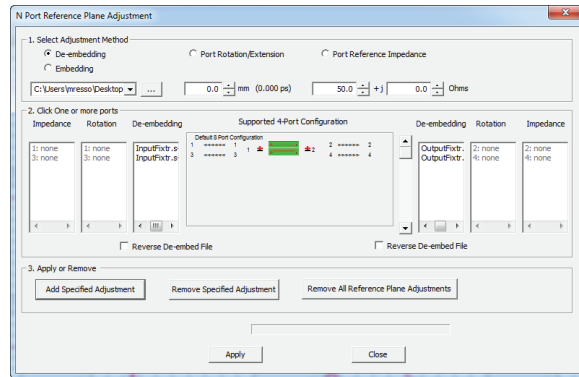 N Port Reference Plane Adjustment
1. Select Adjustment Method
De-embedding
Port Rotation/Extension
Port Reference Impedance
Embedding
C:\Users\mresso\Desktop
...
0.0 mm (0.000 ps)
50.0 +j 0.0 Ohms
2. Click One or more ports
Impedance Rotation De-embedding Supported 4-Port Configuration De-embedding Rotation Impedance
Default 8 Port Configuration
1: none 1: none InputFixtr.s OutputFixtr. 2: none 2: none
3: none 3: none InputFixtr.s OutputFixtr. 4: none 4: none
1 ====== 1 1 2 2 ====== 2
3 ====== 3 4 ====== 4
Reverse De-embed File Reverse De-embed File
3. Apply or Remove
Add Specified Adjustment Remove Specified Adjustment Remove All Reference Plane Adjustments
Apply Close